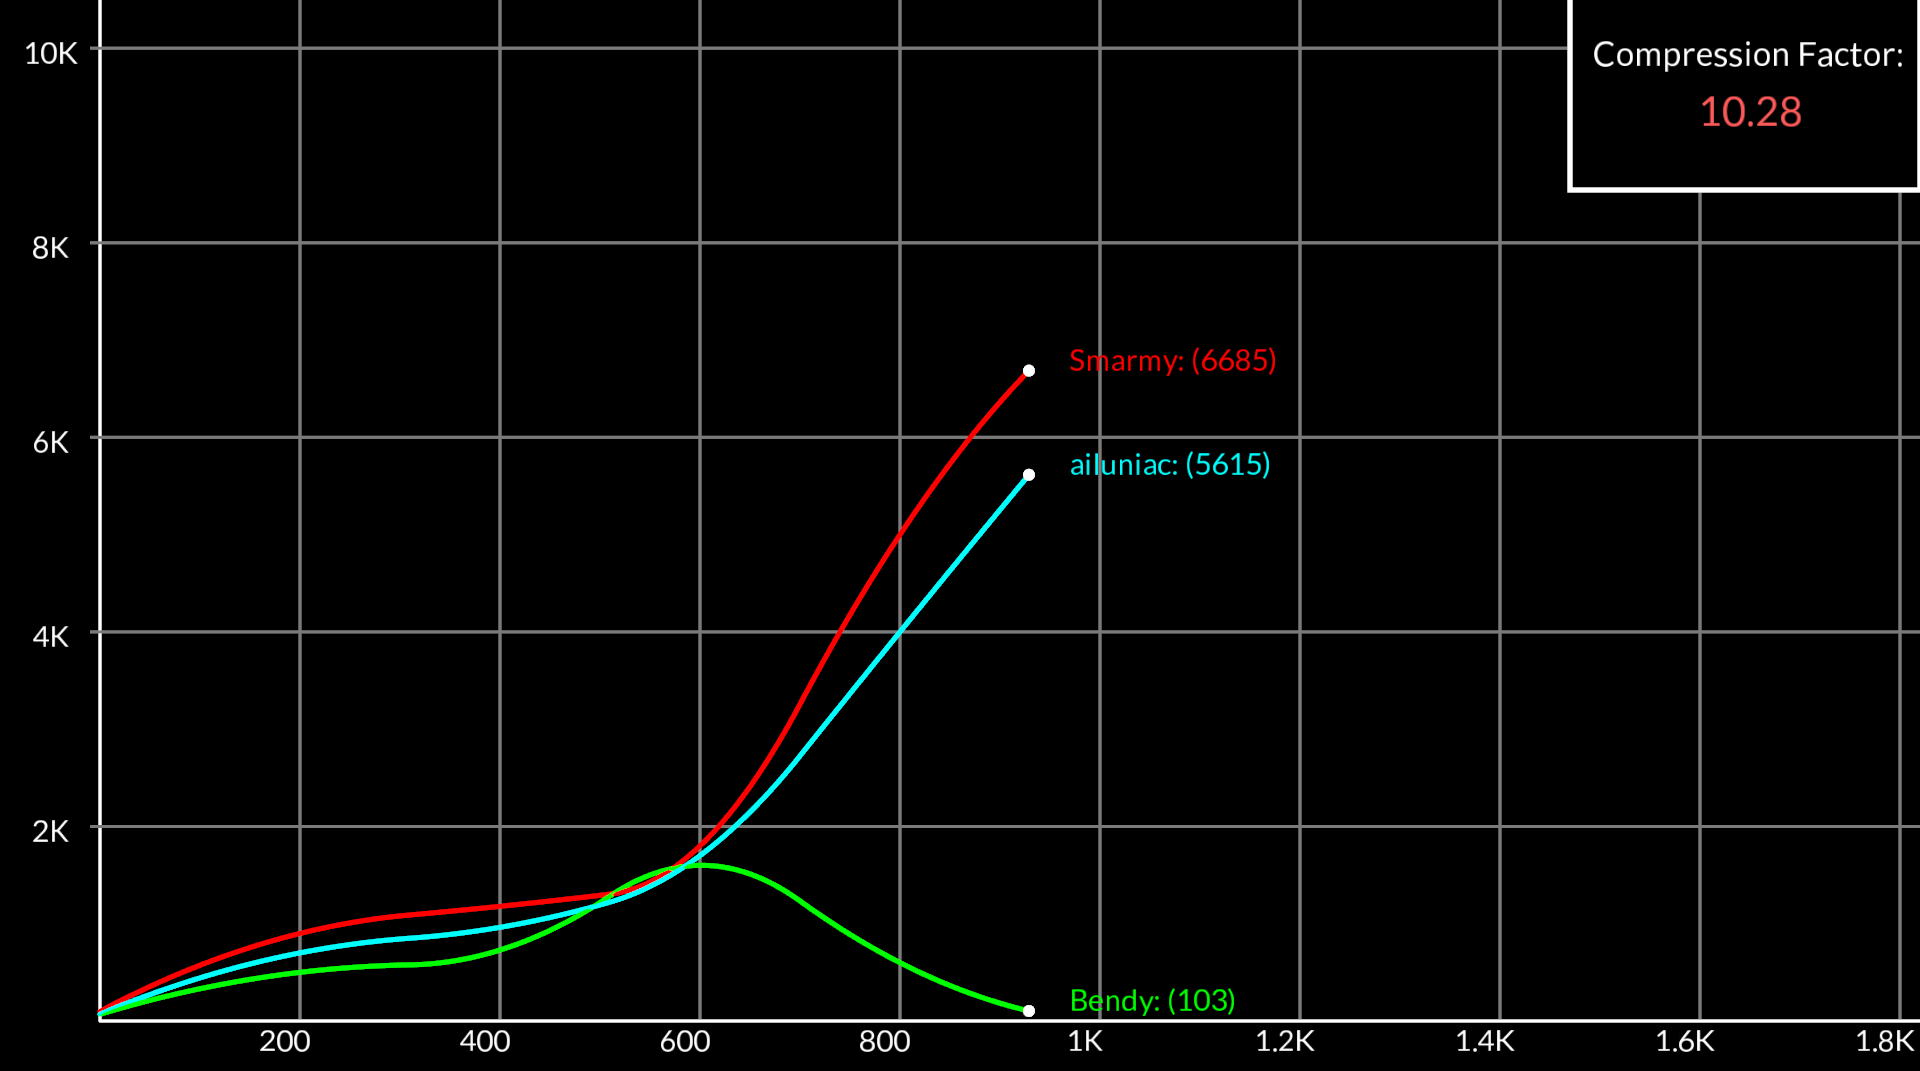 10K
8K
6K
4K
2K
Compression Factor:
10.28
Smarmy: (6685)
ailuniac: (5615)
Bendy: (103)
200 400 600 800 1K 1.2K 1.4K 1.6K 1.8K